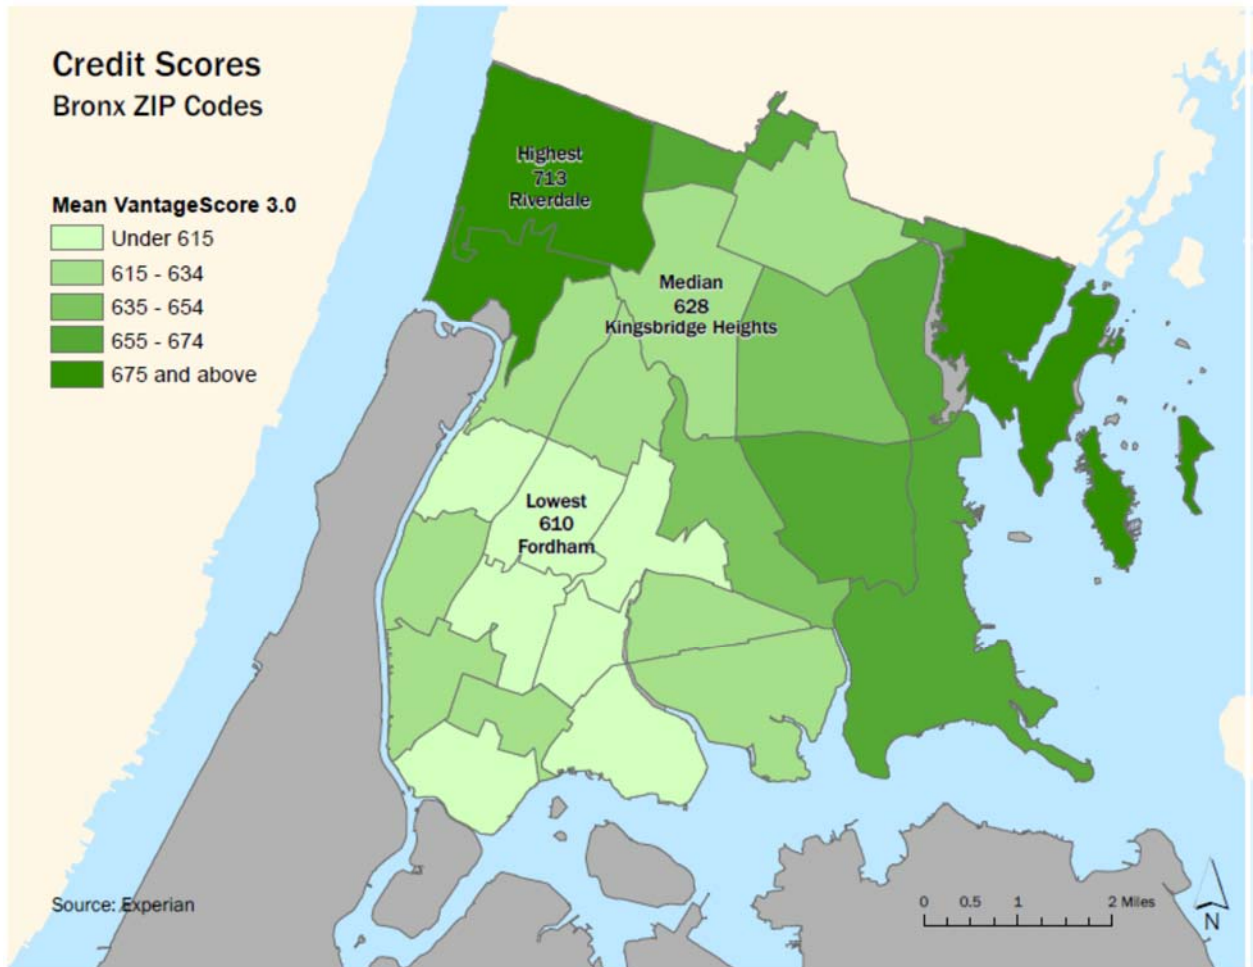 Credit Scores
Bronx ZIP Codes
Mean VantageScore 3.0
Under 615
615 - 634
635 - 654
655 - 674
675 and above
Highest
713
Riverdale
Median
628
Kingsbridge Heights
Lowest
610
Fordham
Source: Experian
0 0.5 1 2 Miles
N